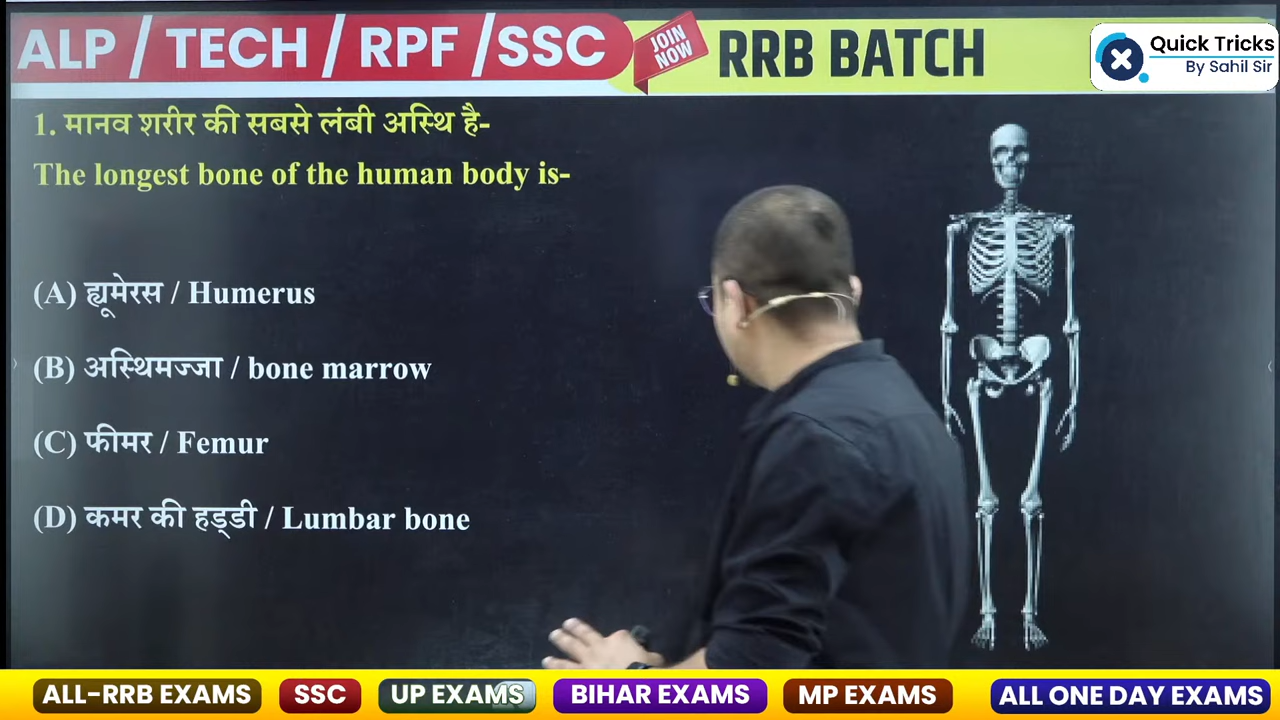 ALP / TECH / RPF / SSC
JOIN NOW
RRB BATCH
Quick Tricks
By Sahil Sir
1. मानव शरीर की सबसे लंबी अस्थि है-
The longest bone of the human body is-
(A) ह्यूमेरस / Humerus
(B) अस्थिमज्जा / bone marrow
(C) फीमर / Femur
(D) कमर की हड्डी / Lumbar bone
ALL-RRB EXAMS SSC UP EXAMS BIHAR EXAMS MP EXAMS ALL ONE DAY EXAMS